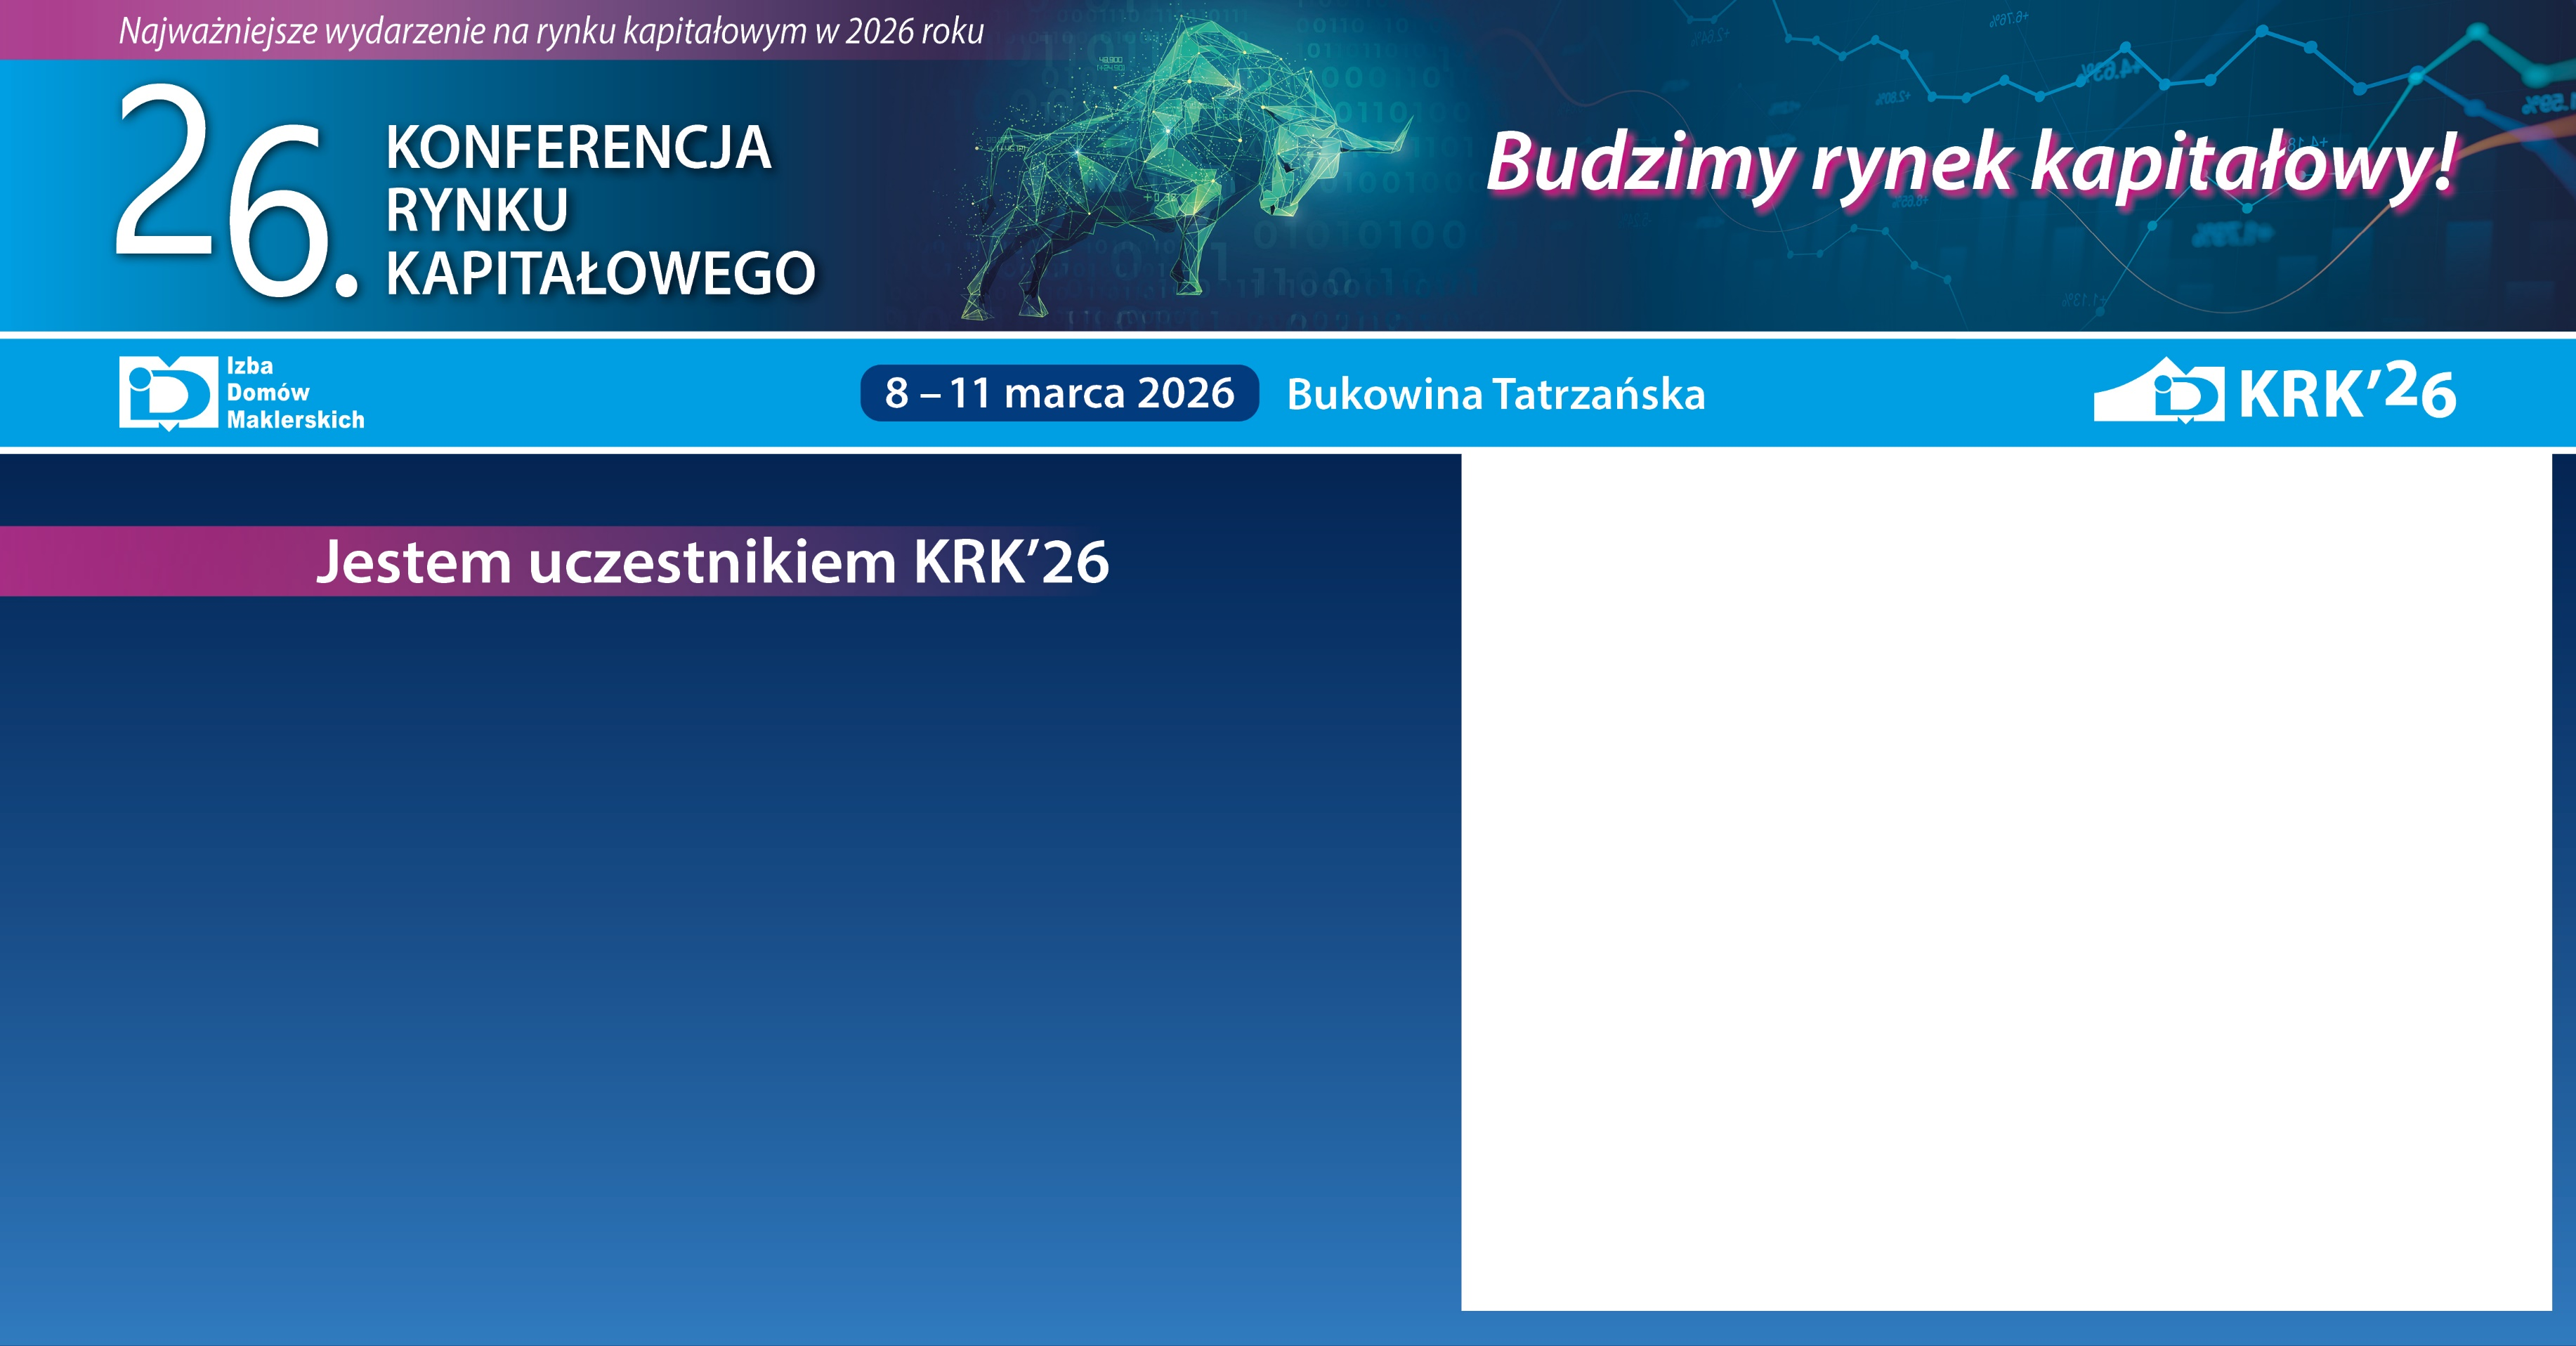 Najważniejsze wydarzenie na rynku kapitałowym w 2026 roku
26.
KONFERENCJA
RYNKU
KAPITAŁOWEGO
Budzimy rynek kapitałowy!
Izba
Domów
Maklerskich
8 – 11 marca 2026 Bukowina Tatrzańska
KRK’26
Jestem uczestnikiem KRK’26